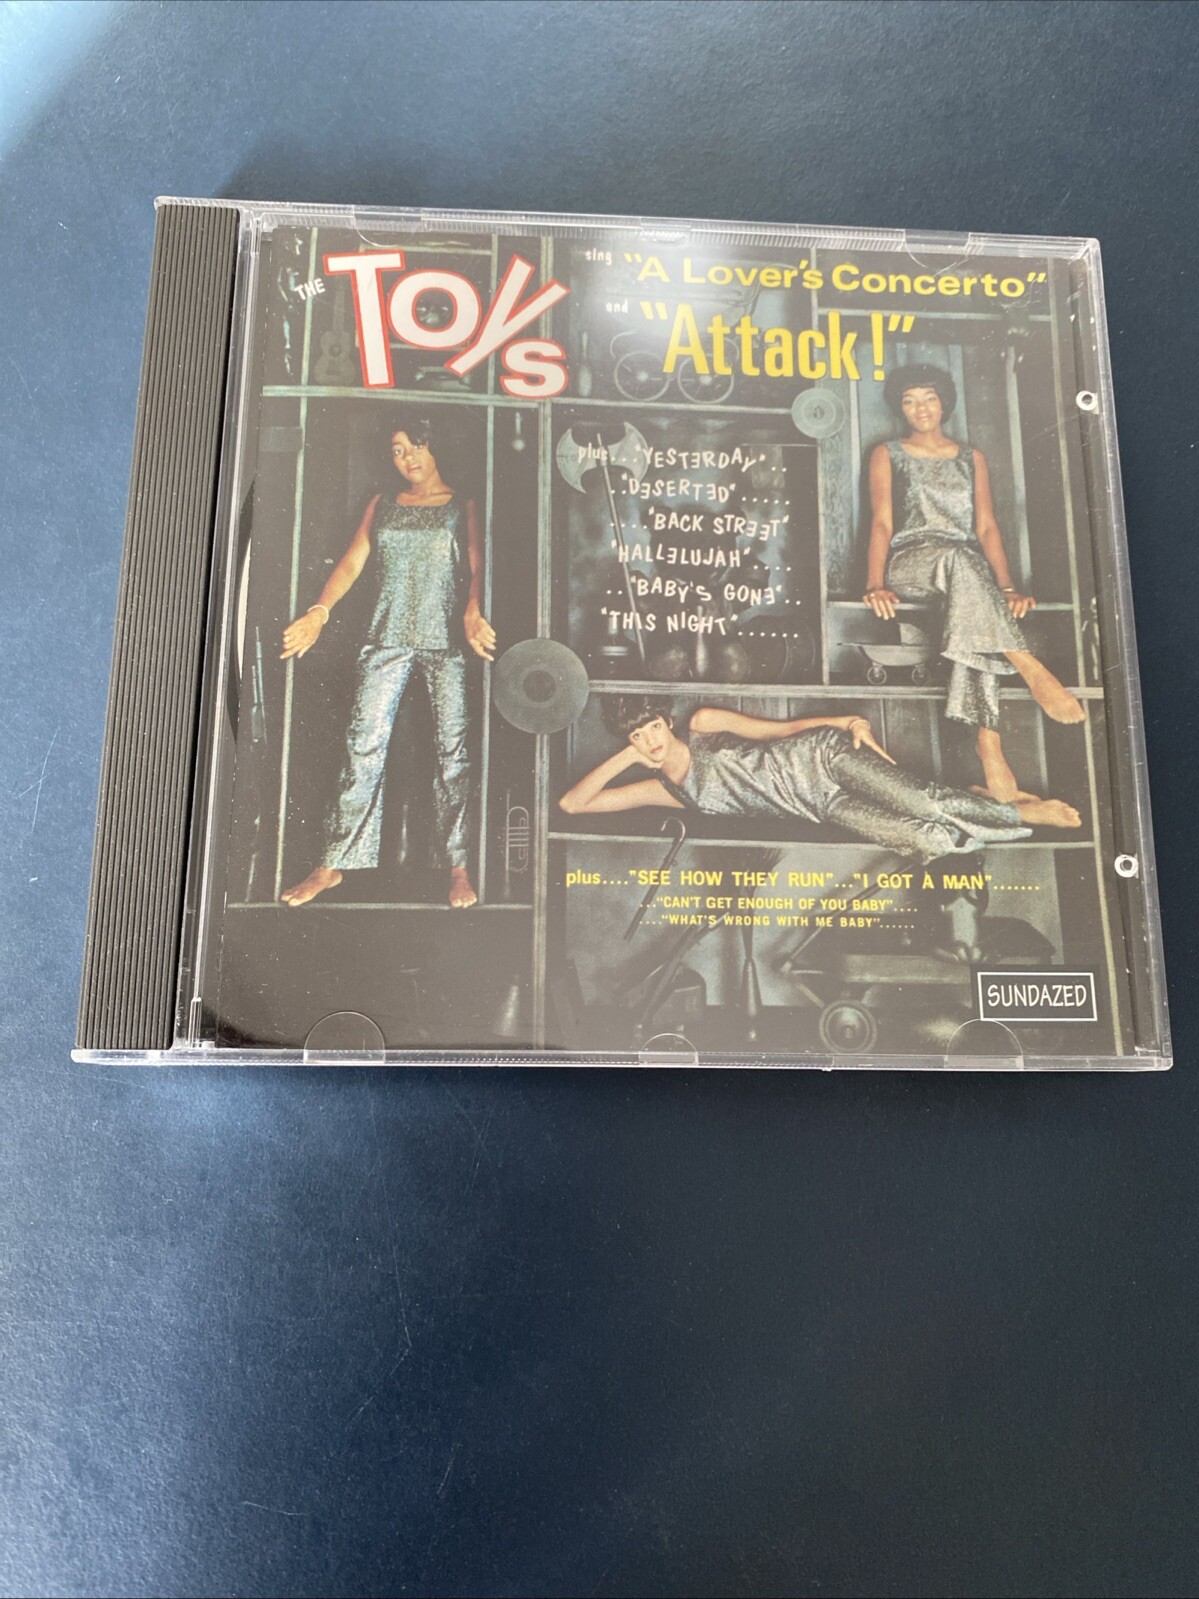 THE TOYS
sing "A Lover's Concerto"
and "Attack!"
plus..."YESTERDAY"..
.."DESERTED".....
...."BACK STREET"
"HALLELUJAH"....
.."BABY'S GONE"..
"THIS NIGHT"......
plus...."SEE HOW THEY RUN"..."I GOT A MAN".......
..."CAN'T GET ENOUGH OF YOU BABY"....
...."WHAT'S WRONG WITH ME BABY"......
SUNDAZED